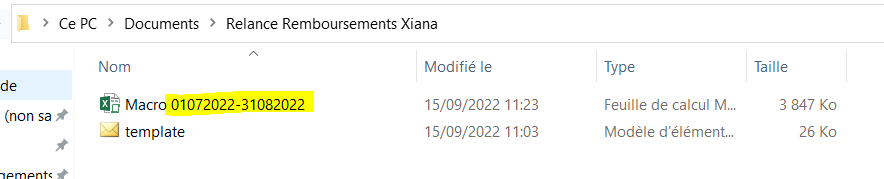 Ce PC > Documents > Relance Remboursements Xiana
Nom Modifié le Type Taille
de
Macro 01072022-31082022 15/09/2022 11:23 Feuille de calcul M... 3 847 Ko
(non sa
template 15/09/2022 11:03 Modèle d'élément... 26 Ko
gements